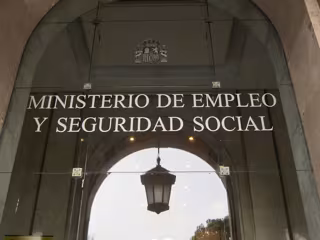 MINISTERIO DE EMPLEO
Y SEGURIDAD SOCIAL